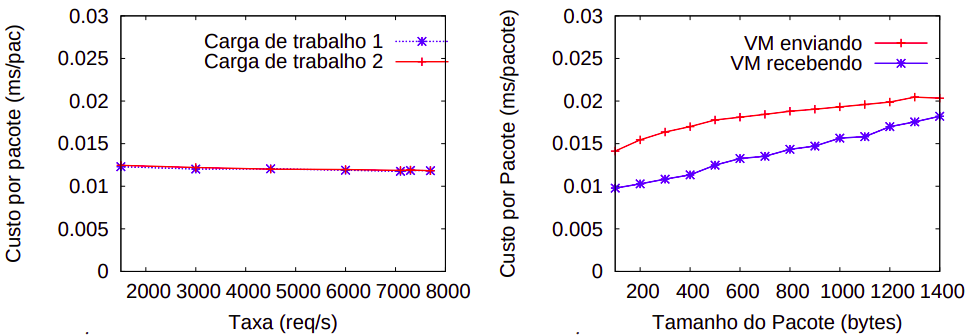 Custo por pacote (ms/pac)
0.03
0.025
0.02
0.015
0.01
0.005
0
Carga de trabalho 1
Carga de trabalho 2
2000 3000 4000 5000 6000 7000 8000
Taxa (req/s)
Custo por Pacote (ms/pacote)
0.03
0.025
0.02
0.015
0.01
0.005
0
VM enviando
VM recebendo
200 400 600 800 1000 1200 1400
Tamanho do Pacote (bytes)